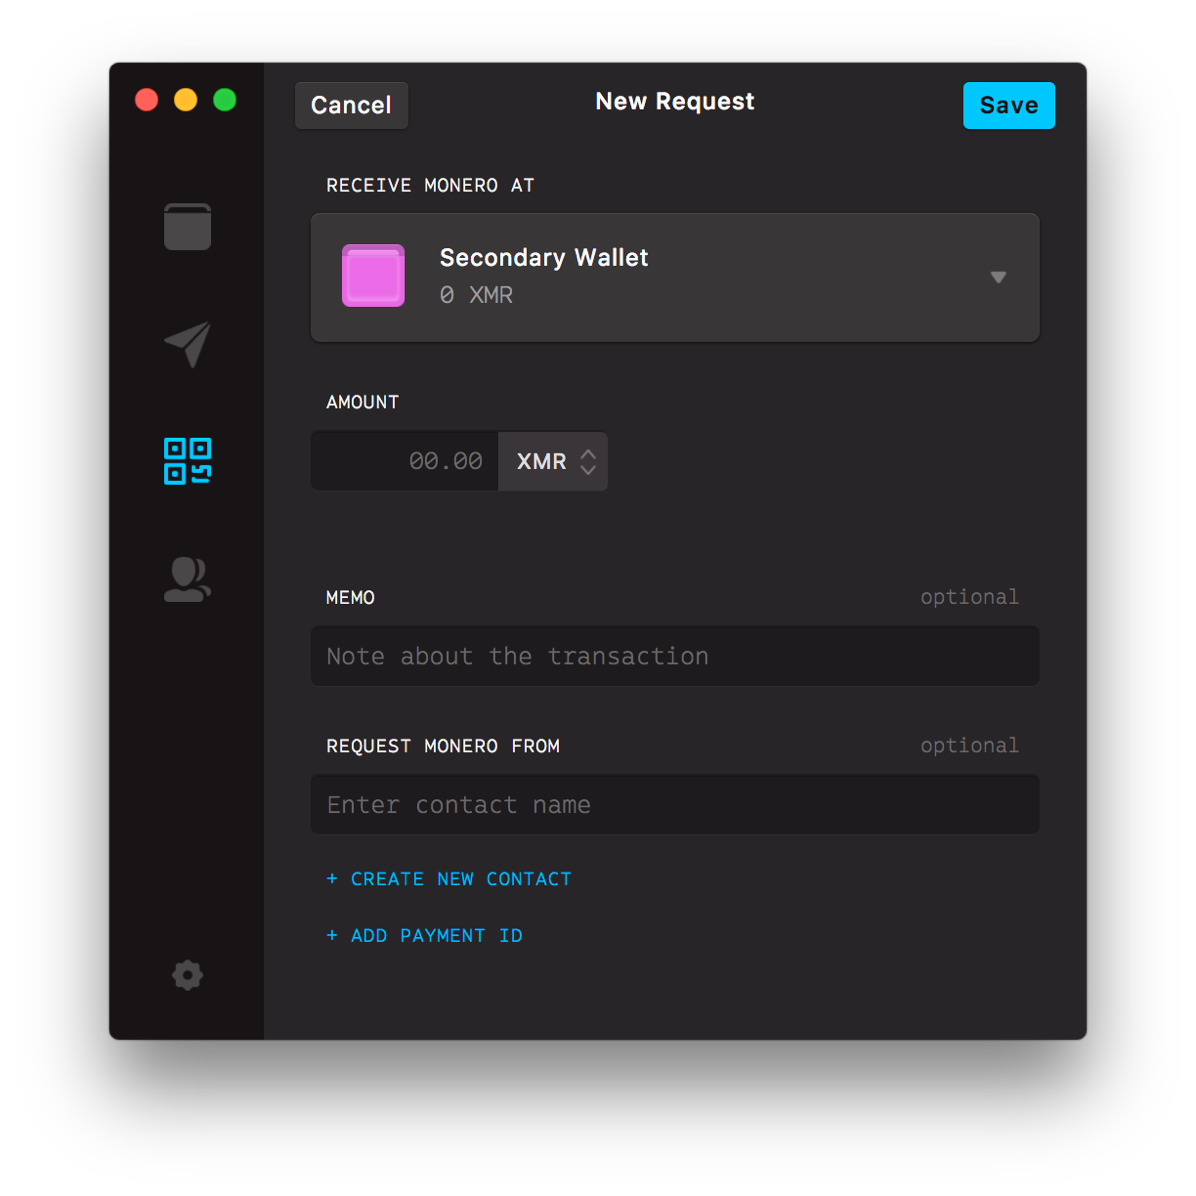 Cancel
New Request
Save
RECEIVE MONERO AT
Secondary Wallet
0 XMR
AMOUNT
00.00 XMR
MEMO optional
Note about the transaction
REQUEST MONERO FROM optional
Enter contact name
+ CREATE NEW CONTACT
+ ADD PAYMENT ID